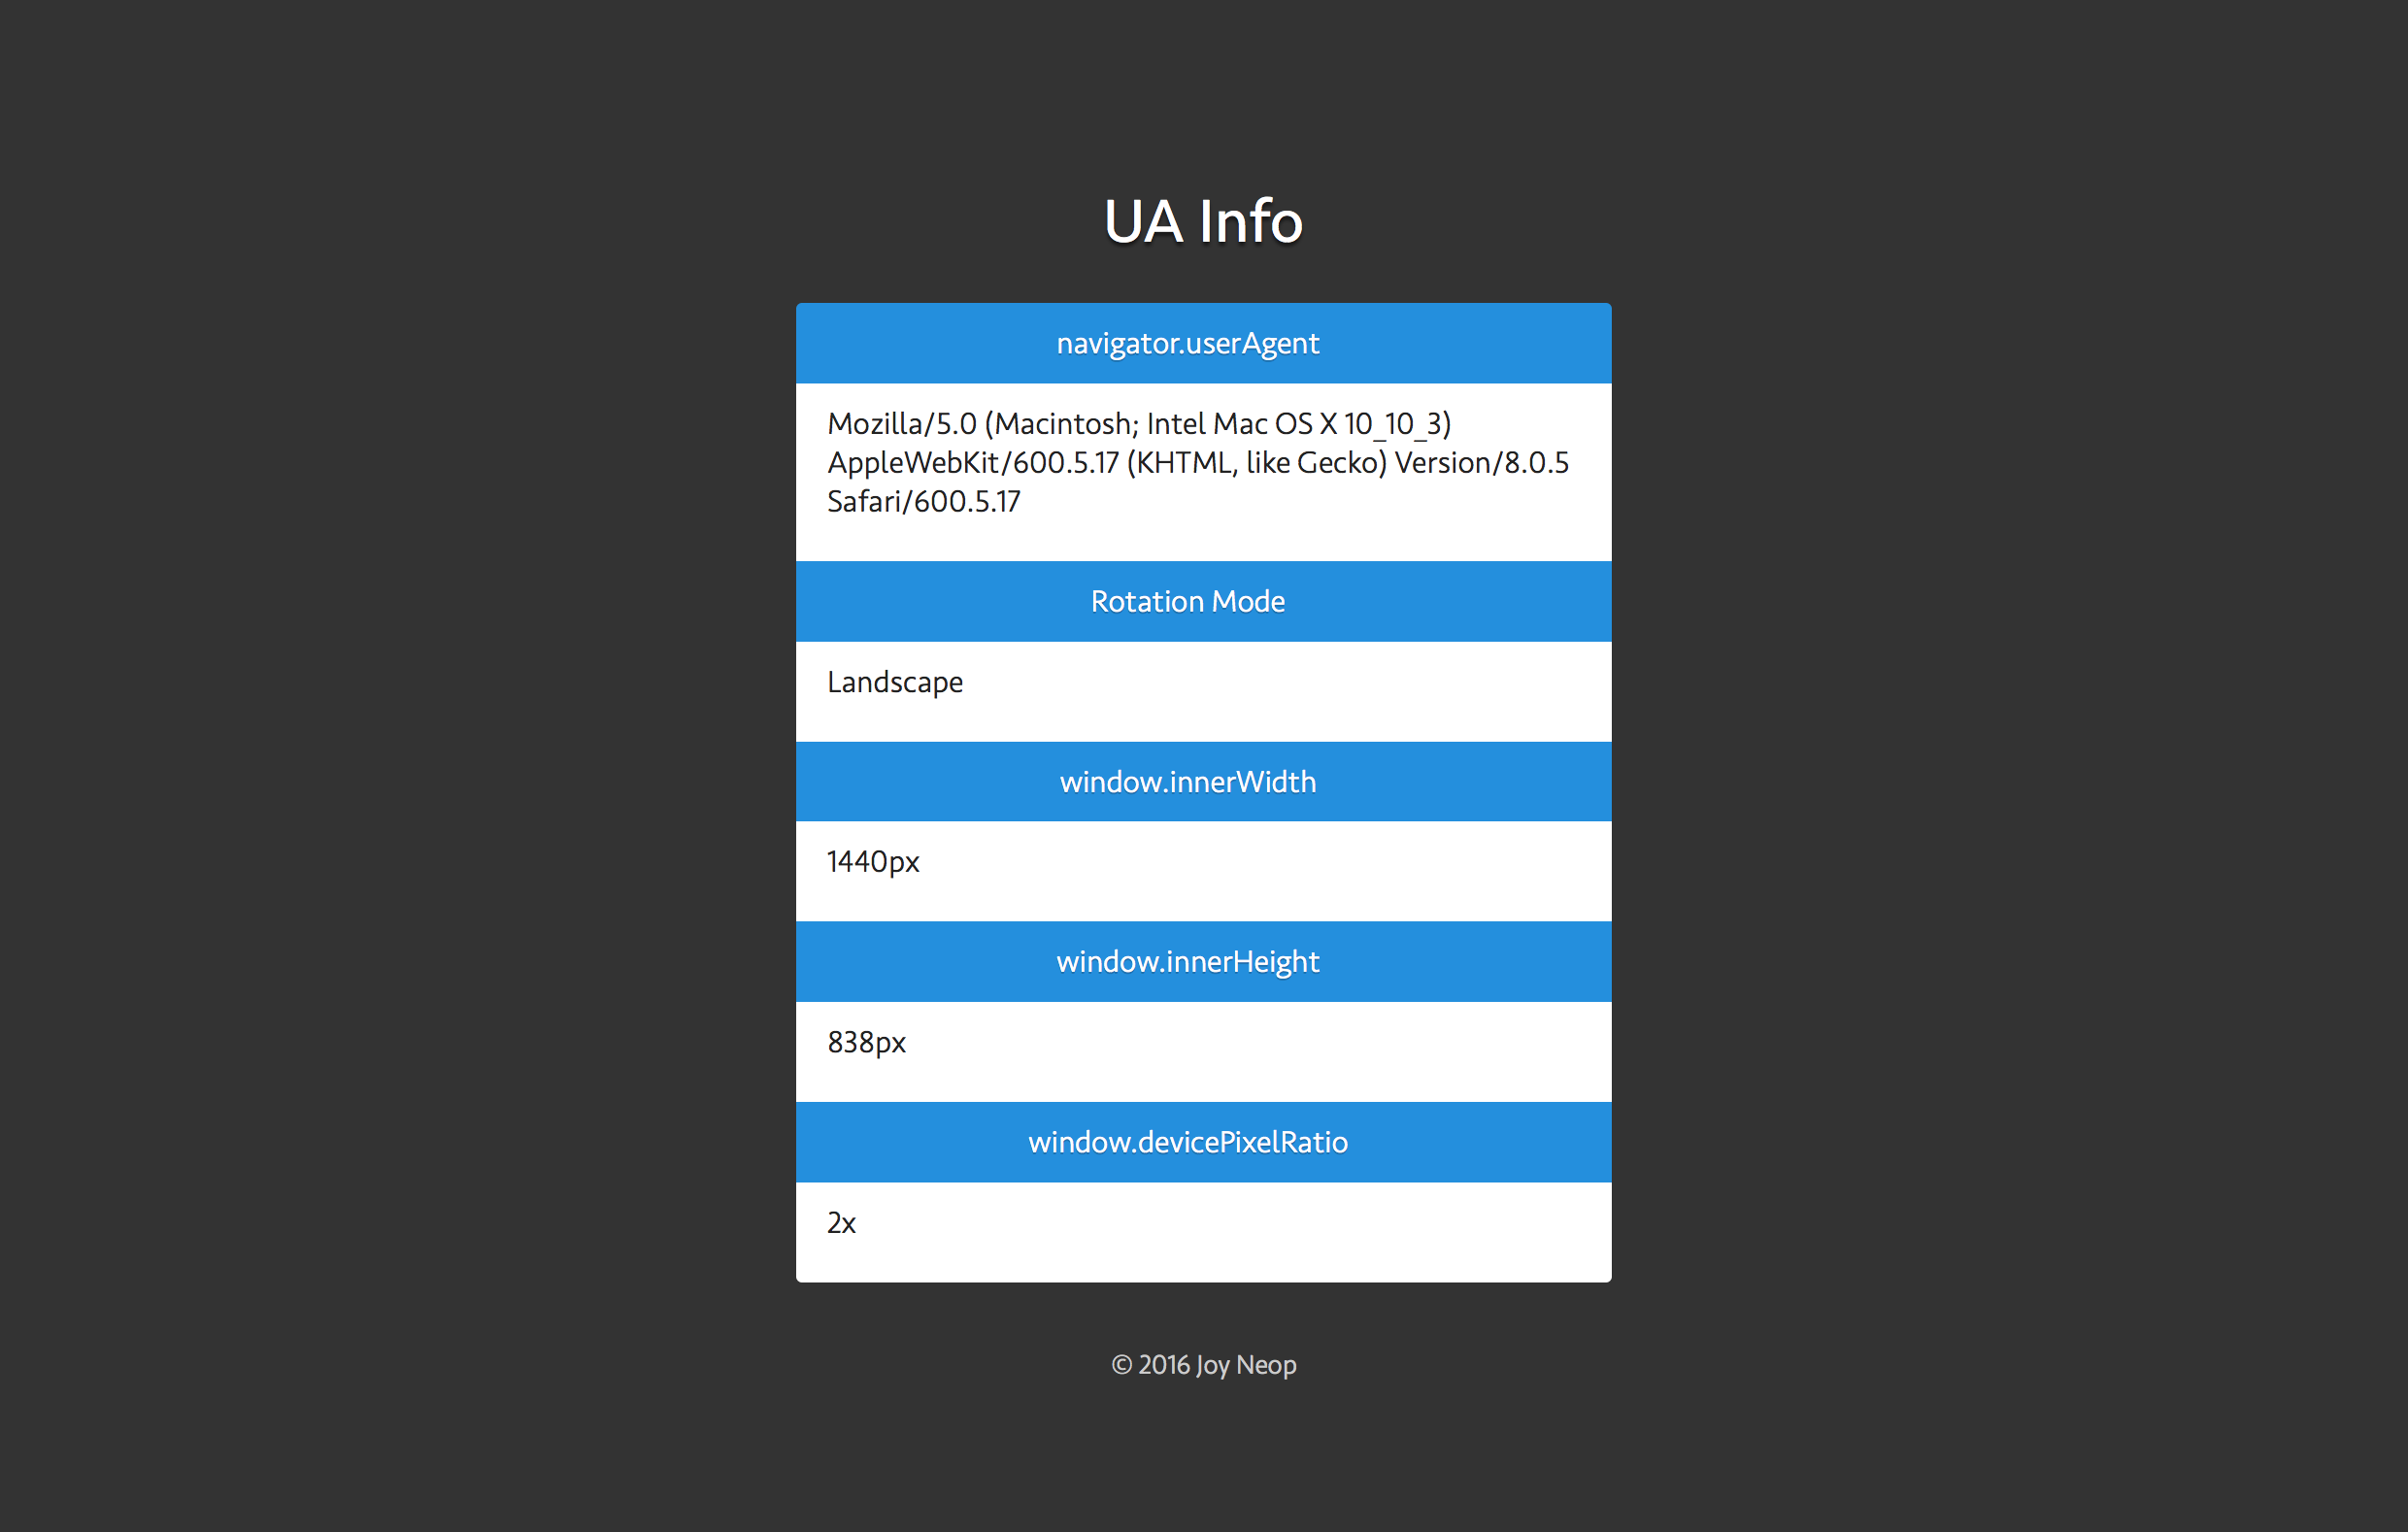 UA Info
navigator.userAgent
Mozilla/5.0 (Macintosh; Intel Mac OS X 10_10_3)
AppleWebKit/600.5.17 (KHTML, like Gecko) Version/8.0.5
Safari/600.5.17
Rotation Mode
Landscape
window.innerWidth
1440px
window.innerHeight
838px
window.devicePixelRatio
2x
© 2016 Joy Neop